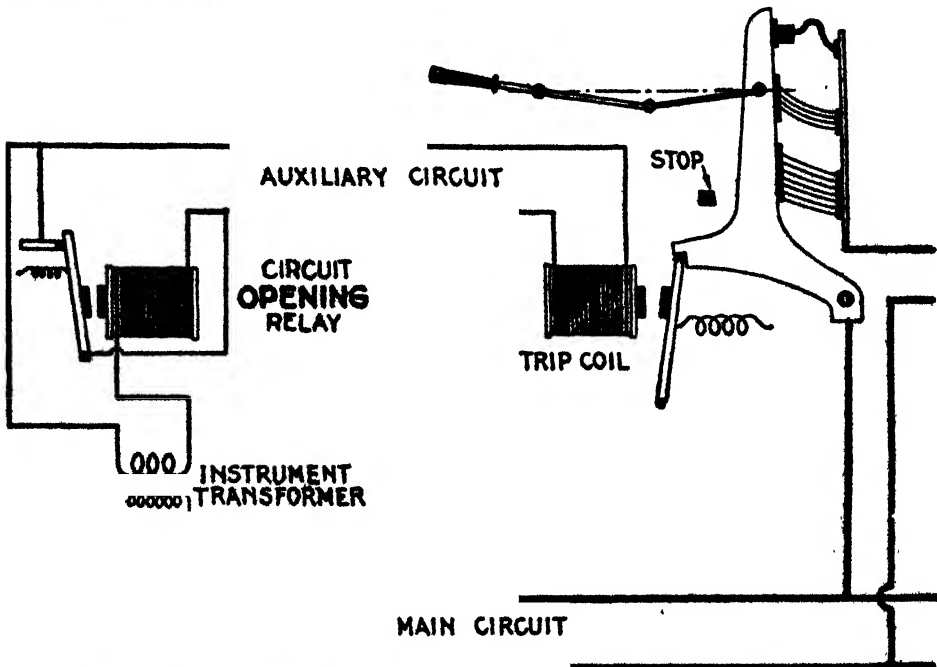 STOP
AUXILIARY CIRCUIT
CIRCUIT
OPENING
RELAY
TRIP COIL
INSTRUMENT
TRANSFORMER
MAIN CIRCUIT